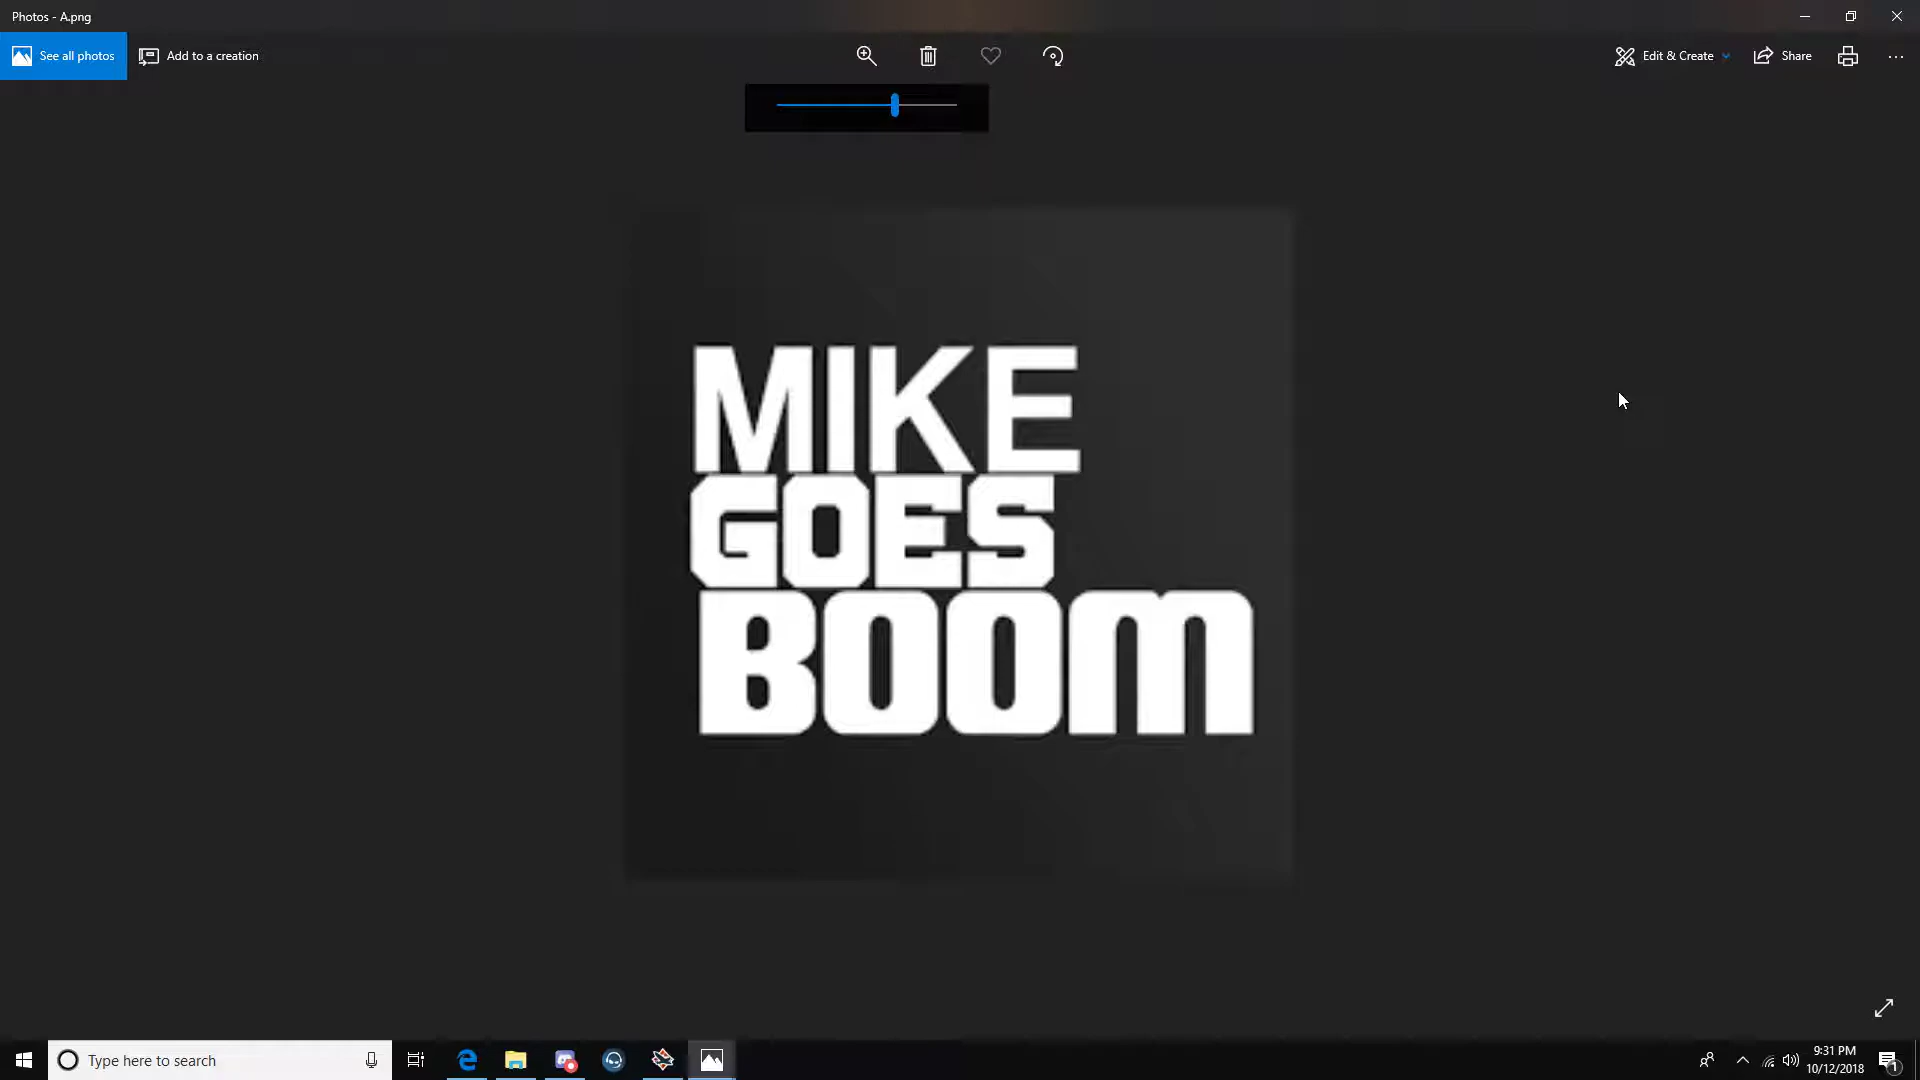 Photos - A.png
See all photos
Add to a creation
Edit & Create
Share
MIKE
GOES
BOOM
Type here to search
9:31 PM
10/12/2018
1